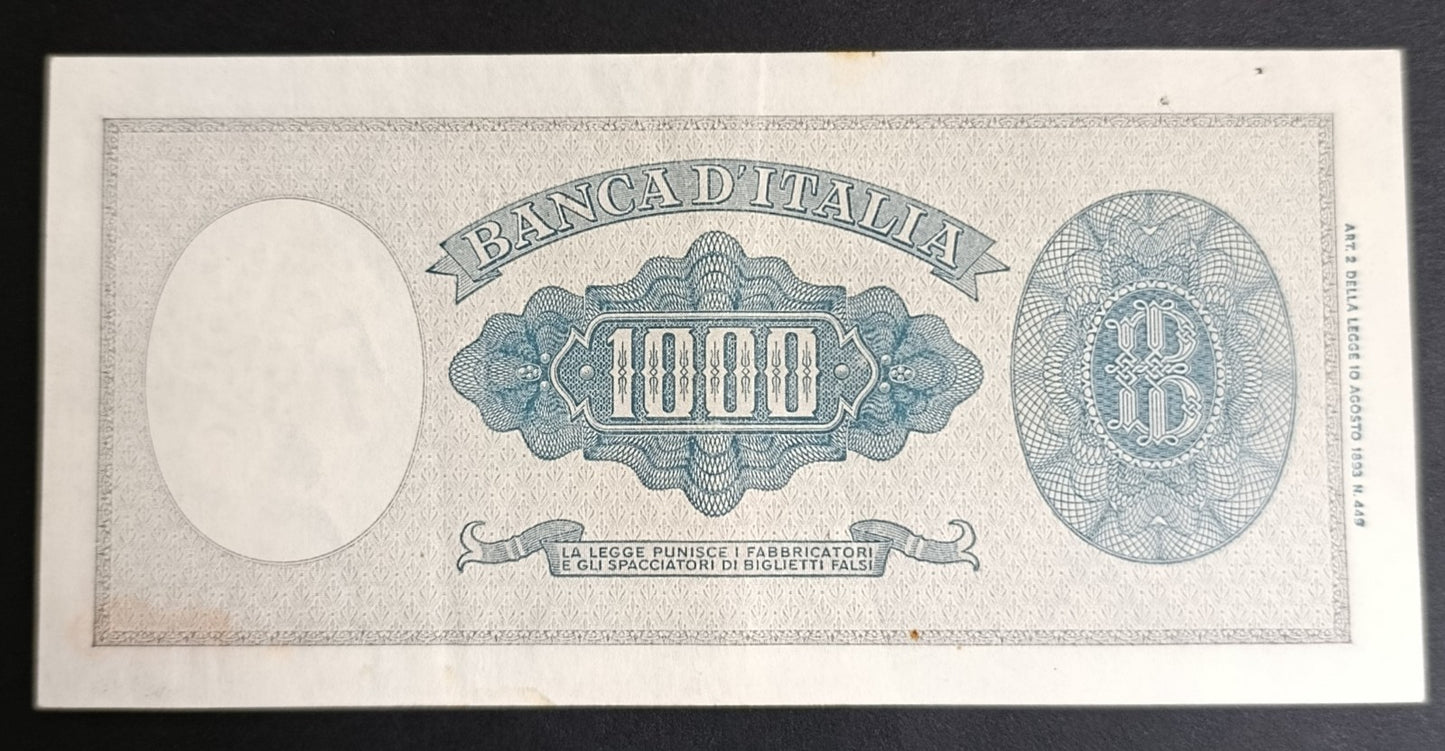 BANCA D'ITALIA
1000
LA LEGGE PUNISCE I FABBRICATORI
E GLI SPACCIATORI DI BIGLIETTI FALSI
ART. 2 DELLA LEGGE 10 AGOSTO 1893 N. 449